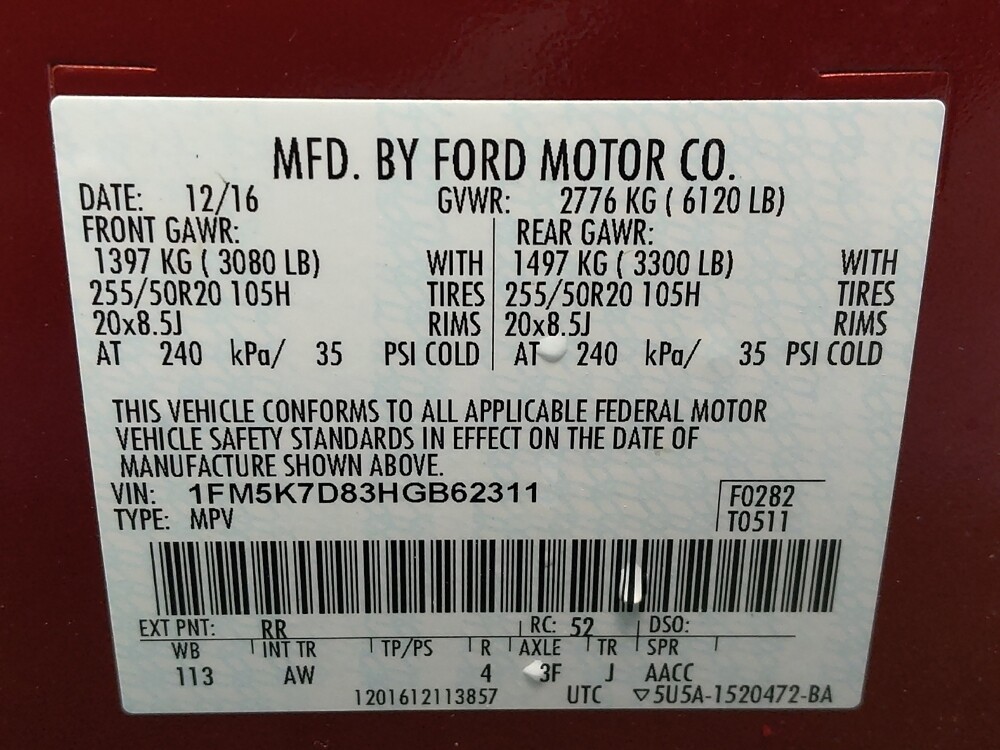 MFD. BY FORD MOTOR CO.
DATE: 12/16 GVWR: 2776 KG ( 6120 LB)
FRONT GAWR: REAR GAWR:
1397 KG ( 3080 LB) WITH 1497 KG ( 3300 LB) WITH
255/50R20 105H TIRES 255/50R20 105H TIRES
20x8.5J RIMS 20x8.5J RIMS
AT 240 kPa/ 35 PSI COLD AT 240 kPa/ 35 PSI COLD
THIS VEHICLE CONFORMS TO ALL APPLICABLE FEDERAL MOTOR
VEHICLE SAFETY STANDARDS IN EFFECT ON THE DATE OF
MANUFACTURE SHOWN ABOVE.
VIN: 1FM5K7D83HGB62311 F0282
TYPE: MPV T0511
EXT PNT: RR RC: 52 DSO:
WB INT TR TP/PS R AXLE TR SPR
113 AW 4 3F J AACC
1201612113857 UTC ▽5U5A-1520472-BA